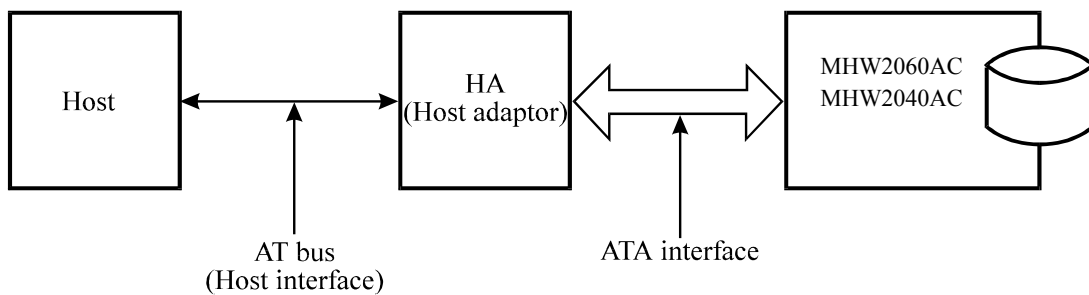 Host
HA
(Host adaptor)
MHW2060AC
MHW2040AC
AT bus
(Host interface)
ATA interface